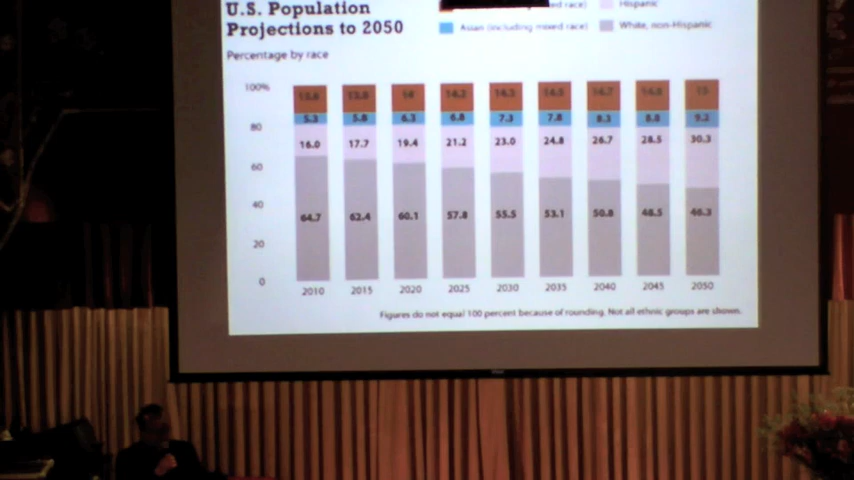 U.S. Population
Projections to 2050
Percentage by race
ed race) Hispanic
Asian (including mixed race) White, non-Hispanic
100% 14 14.2 14.3 14.5 14.7 14.8 15
80 5.3 5.8 6.3 6.8 7.3 7.8 8.3 8.8 9.2
16.0 17.7 19.4 21.2 23.0 24.8 26.7 28.5 30.3
60
40 64.7 62.4 60.1 57.8 55.5 53.1 50.8 48.5 46.3
20
0
2010 2015 2020 2025 2030 2035 2040 2045 2050
Figures do not equal 100 percent because of rounding. Not all ethnic groups are shown.